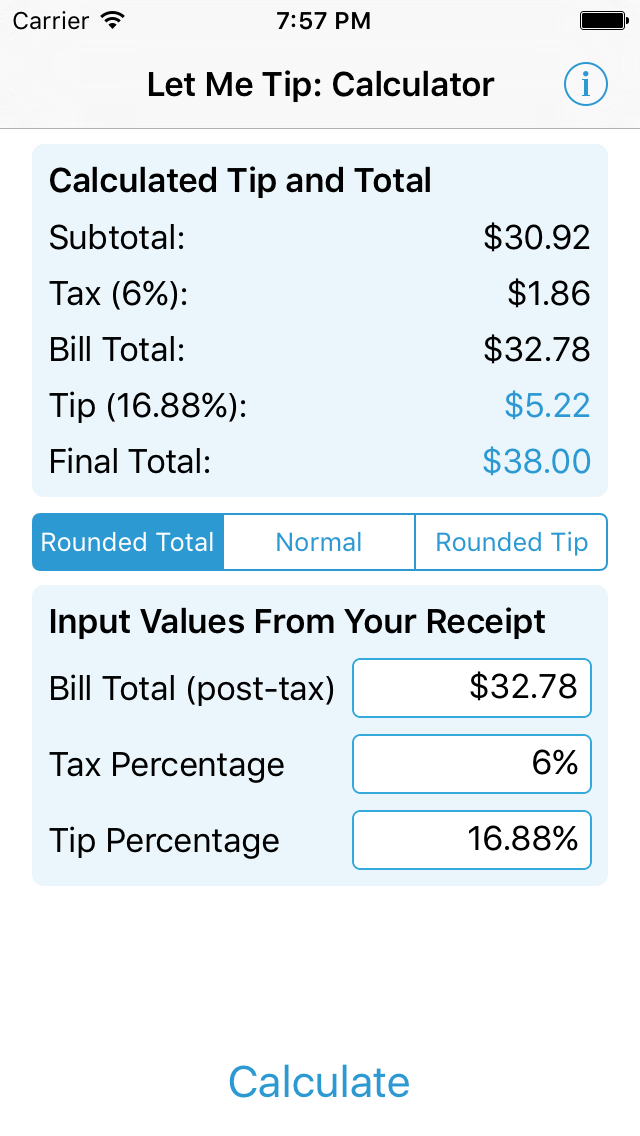 Carrier 7:57 PM
Let Me Tip: Calculator i
Calculated Tip and Total
Subtotal: $30.92
Tax (6%): $1.86
Bill Total: $32.78
Tip (16.88%): $5.22
Final Total: $38.00
Rounded Total Normal Rounded Tip
Input Values From Your Receipt
Bill Total (post-tax) $32.78
Tax Percentage 6%
Tip Percentage 16.88%
Calculate